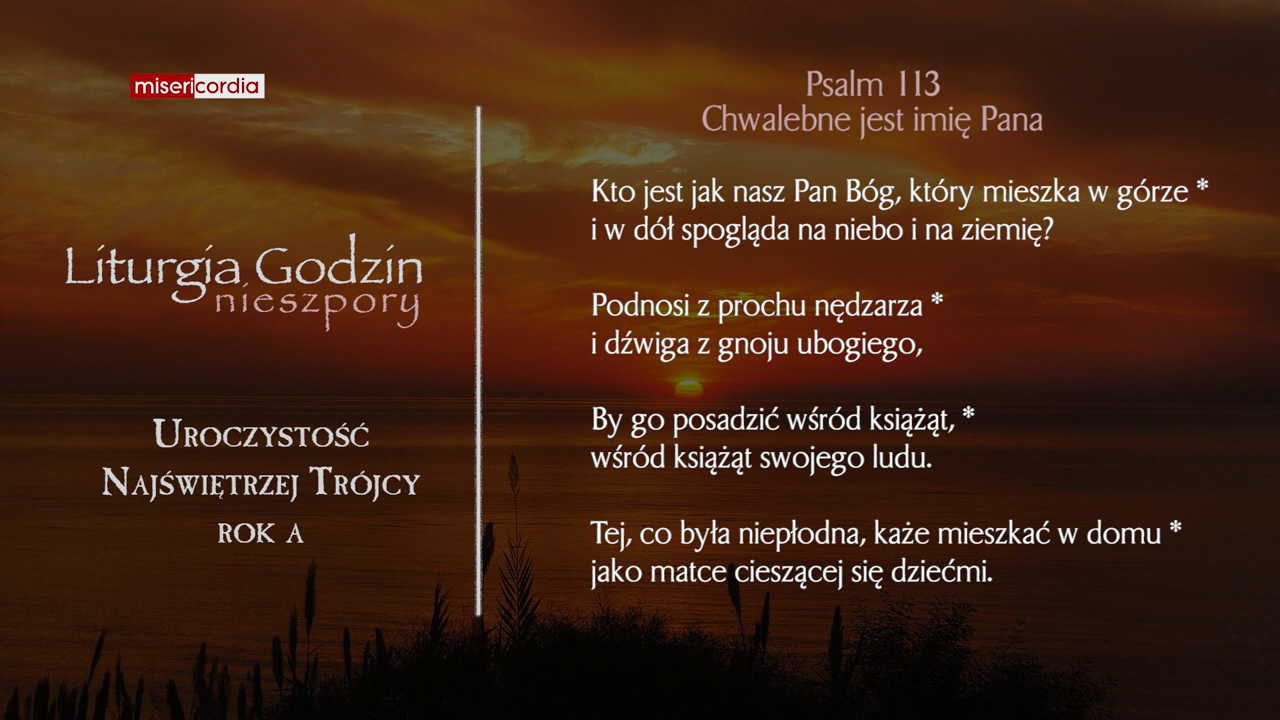 misericordia
Liturgia Godzin
nieszpory
Uroczystość
Najświętrzej Trójcy
rok A
Psalm 113
Chwalebne jest imię Pana
Kto jest jak nasz Pan Bóg, który mieszka w górze *
i w dół spogląda na niebo i na ziemię?
Podnosi z prochu nędzarza *
i dźwiga z gnoju ubogiego,
By go posadzić wśród książąt, *
wśród książąt swojego ludu.
Tej, co była niepłodna, każe mieszkać w domu *
jako matce cieszącej się dziećmi.